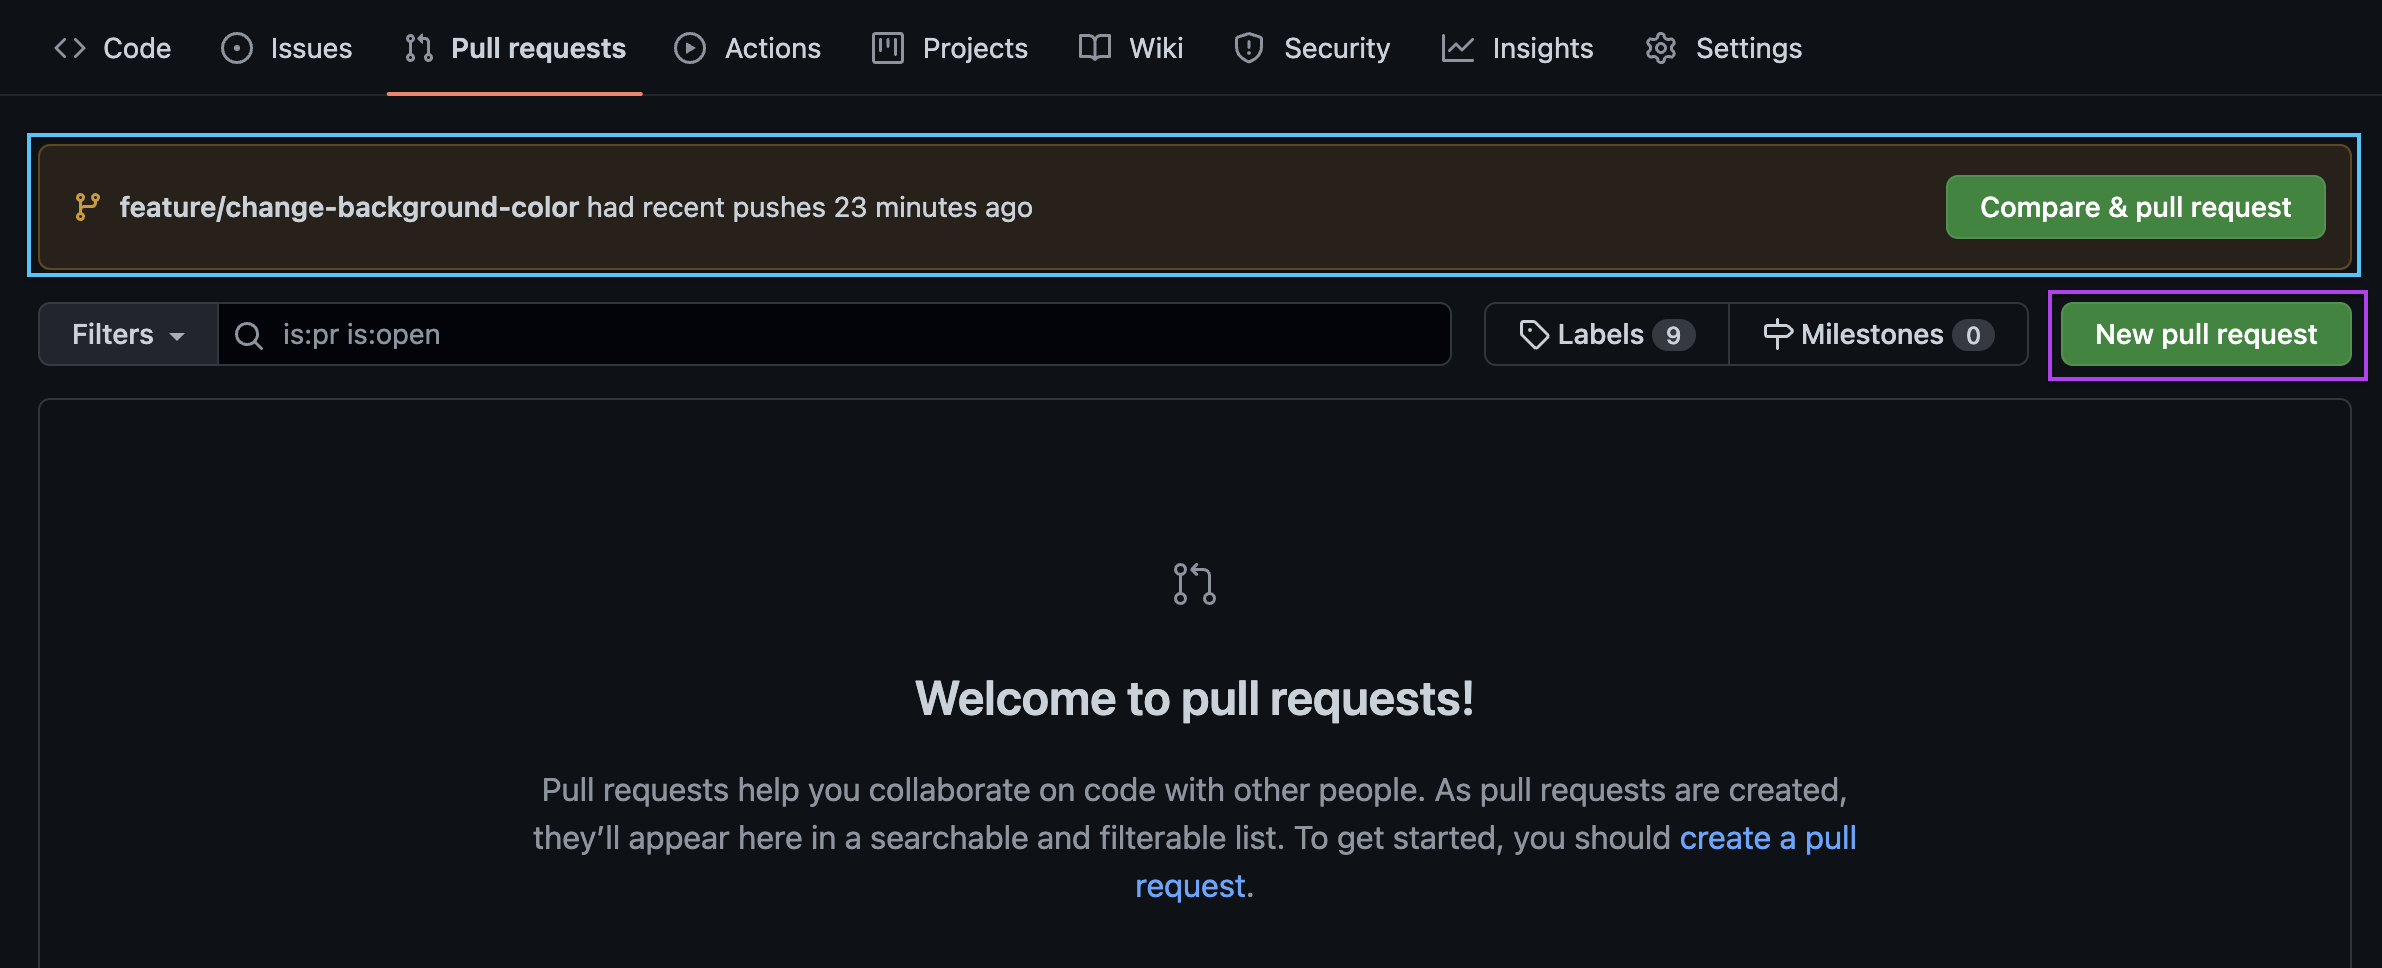 Code Issues Pull requests Actions Projects Wiki Security Insights Settings
feature/change-background-color had recent pushes 23 minutes ago Compare & pull request
Filters is:pr is:open Labels 9 Milestones 0 New pull request
Welcome to pull requests!
Pull requests help you collaborate on code with other people. As pull requests are created,
they’ll appear here in a searchable and filterable list. To get started, you should create a pull
request.